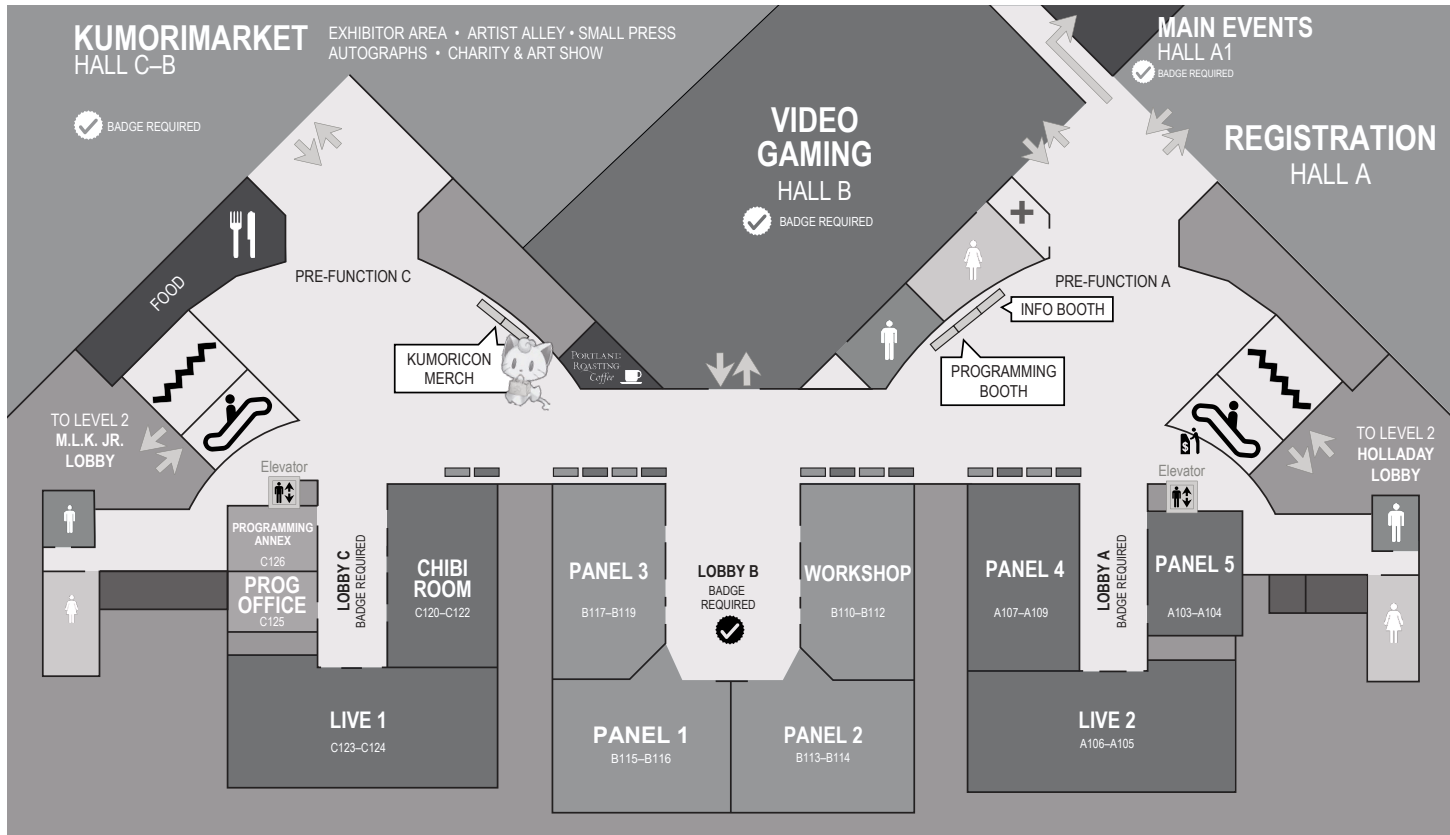 KUMORIMARKET
HALL C–B
EXHIBITOR AREA • ARTIST ALLEY • SMALL PRESS
AUTOGRAPHS • CHARITY & ART SHOW
BADGE REQUIRED
MAIN EVENTS
HALL A1
BADGE REQUIRED
VIDEO
GAMING
HALL B
BADGE REQUIRED
REGISTRATION
HALL A
FOOD
PRE-FUNCTION C
PRE-FUNCTION A
INFO BOOTH
KUMORICON
MERCH
PORTLAND
ROASTING
Coffee
PROGRAMMING
BOOTH
TO LEVEL 2
M.L.K. JR.
LOBBY
TO LEVEL 2
HOLLADAY
LOBBY
$
Elevator
Elevator
PROGRAMMING
ANNEX
C126
PROG
OFFICE
C125
LOBBY C
BADGE REQUIRED
CHIBI
ROOM
C120–C122
PANEL 3
B117–B119
LOBBY B
BADGE
REQUIRED
WORKSHOP
B110–B112
PANEL 4
A107–A109
LOBBY A
BADGE REQUIRED
PANEL 5
A103–A104
LIVE 1
C123–C124
PANEL 1
B115–B116
PANEL 2
B113–B114
LIVE 2
A106–A105